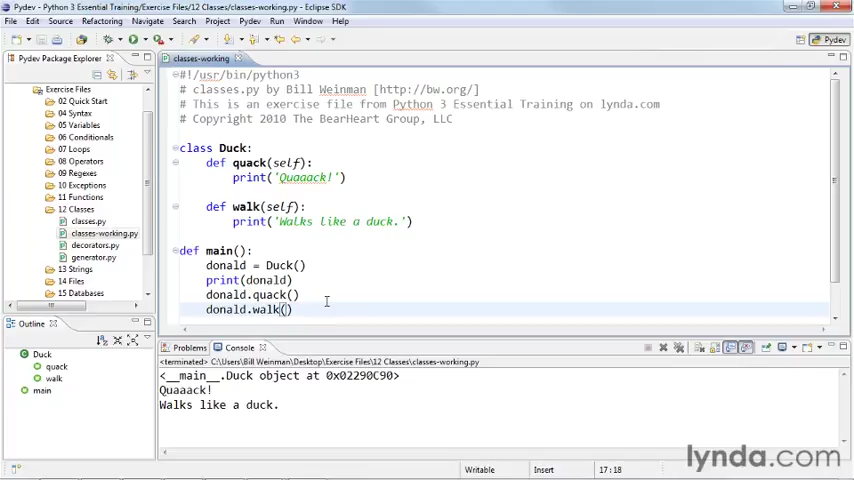 Pydev - Python 3 Essential Training/Exercise Files/12 Classes/classes-working.py - Eclipse SDK
File Edit Source Refactoring Navigate Search Project Pydev Run Window Help
Pydev
Pydev Package Explorer
Exercise Files
02 Quick Start
04 Syntax
05 Variables
06 Conditionals
07 Loops
08 Operators
09 Regexes
10 Exceptions
11 Functions
12 Classes
classes.py
classes-working.py
decorators.py
generator.py
13 Strings
14 Files
15 Databases
Outline
Duck
quack
walk
main
classes-working
#!/usr/bin/python3
# classes.py by Bill Weinman [http://bw.org/]
# This is an exercise file from Python 3 Essential Training on lynda.com
# Copyright 2010 The BearHeart Group, LLC
class Duck:
def quack(self):
print('Quaaack!')
def walk(self):
print('Walks like a duck.')
def main():
donald = Duck()
print(donald)
donald.quack()
donald.walk()
Problems Console
<terminated> C:\Users\Bill Weinman\Desktop\Exercise Files\12 Classes\classes-working.py
<__main__.Duck object at 0x02290C90>
Quaaack!
Walks like a duck.
Writable Insert 17:18
lynda.com